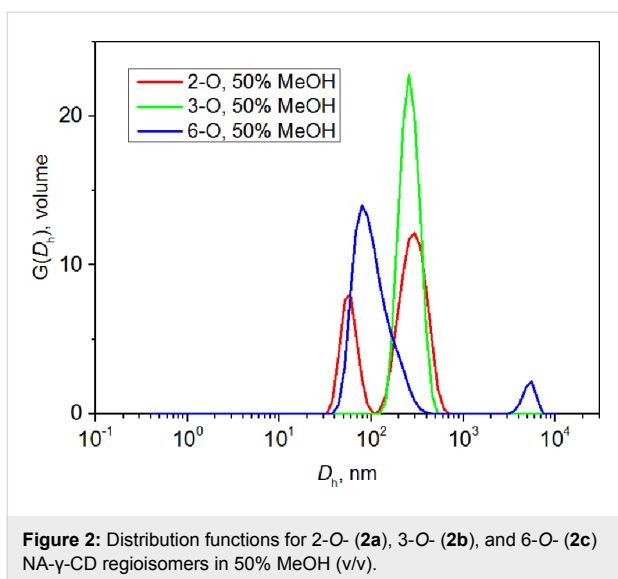 2-O, 50% MeOH
3-O, 50% MeOH
6-O, 50% MeOH
G(Dₕ), volume
20
10
0
10⁻¹ 10⁰ 10¹ 10² 10³ 10⁴
Dₕ, nm
Figure 2: Distribution functions for 2-O- (2a), 3-O- (2b), and 6-O- (2c)
NA-γ-CD regioisomers in 50% MeOH (v/v).